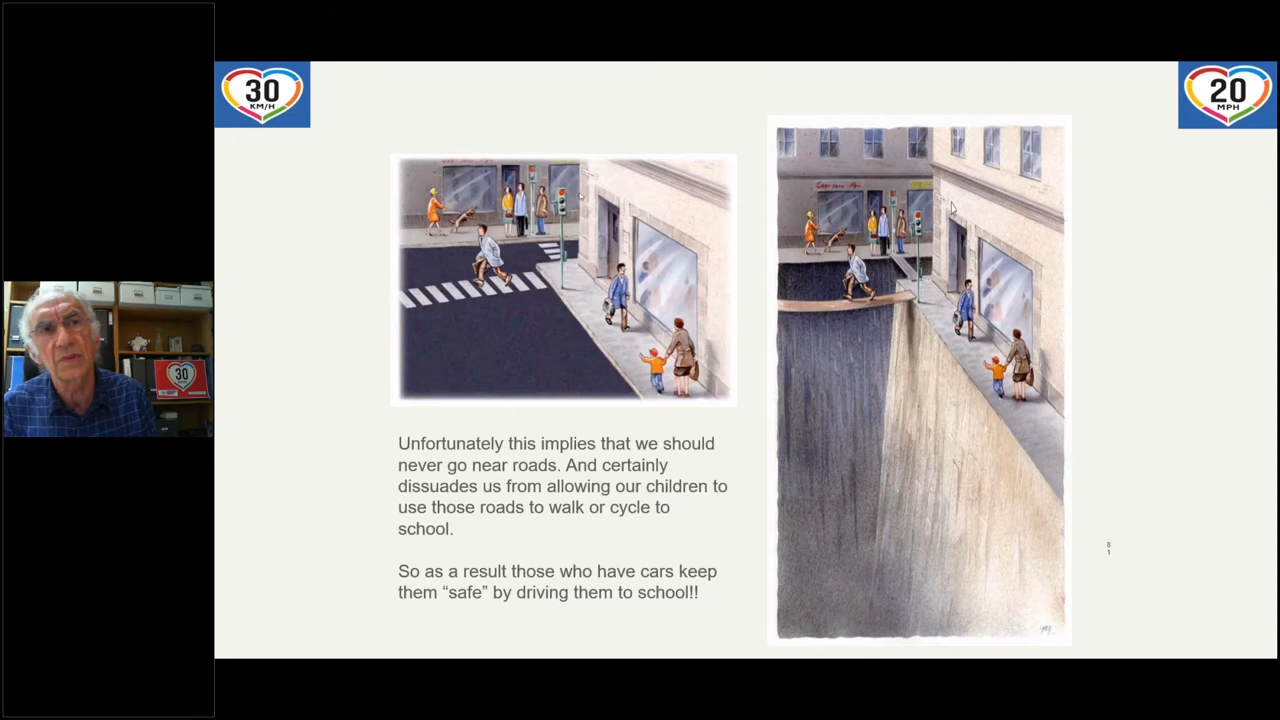 30
KM/H
20
MPH
Unfortunately this implies that we should
never go near roads. And certainly
dissuades us from allowing our children to
use those roads to walk or cycle to
school.
So as a result those who have cars keep
them “safe” by driving them to school!!
8
1
30